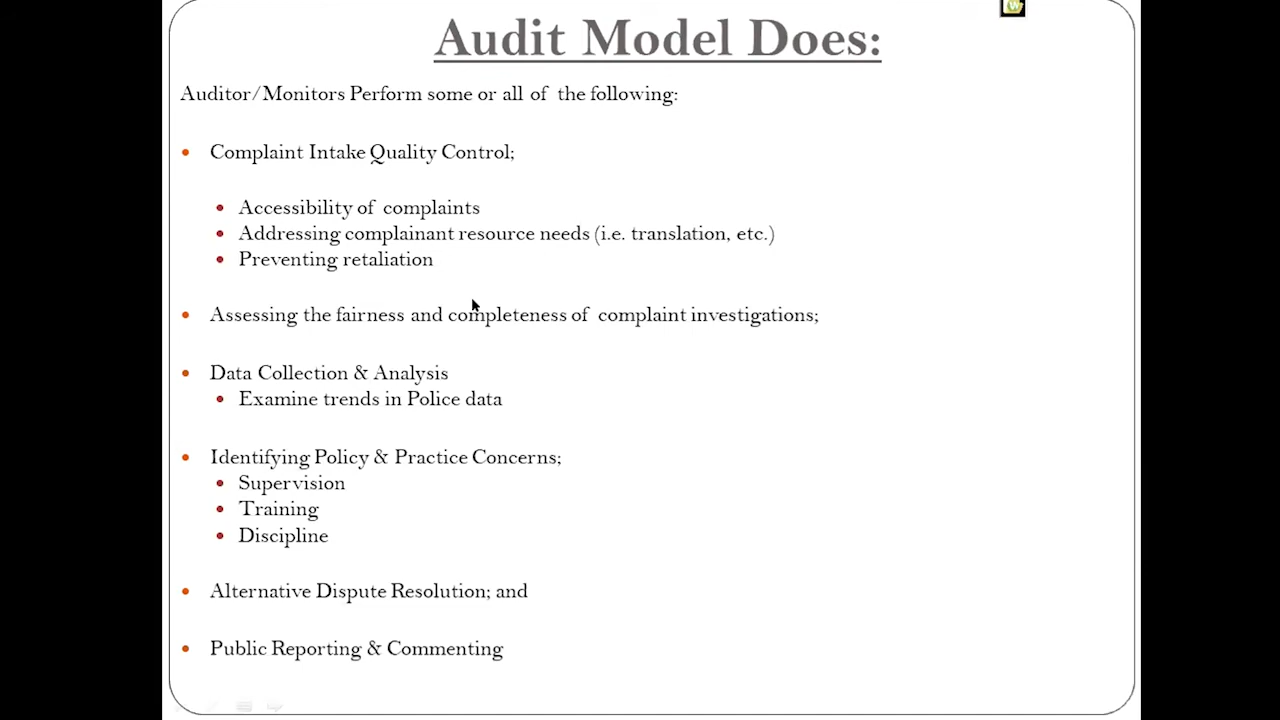 Audit Model Does:
Auditor/Monitors Perform some or all of the following:
Complaint Intake Quality Control;
Accessibility of complaints
Addressing complainant resource needs (i.e. translation, etc.)
Preventing retaliation
Assessing the fairness and completeness of complaint investigations;
Data Collection & Analysis
Examine trends in Police data
Identifying Policy & Practice Concerns;
Supervision
Training
Discipline
Alternative Dispute Resolution; and
Public Reporting & Commenting